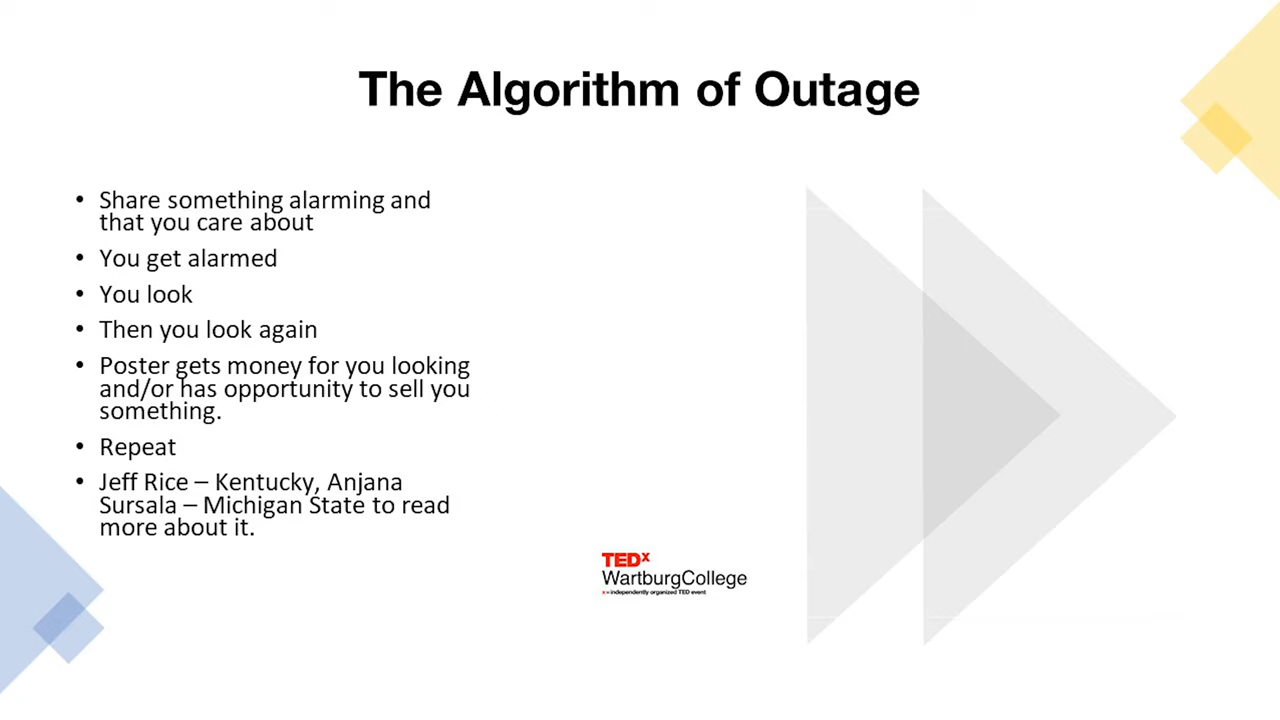 The Algorithm of Outage
• Share something alarming and
that you care about
• You get alarmed
• You look
• Then you look again
• Poster gets money for you looking
and/or has opportunity to sell you
something.
• Repeat
• Jeff Rice – Kentucky, Anjana
Sursala – Michigan State to read
more about it.
TEDx
WartburgCollege
x = independently organized TED event